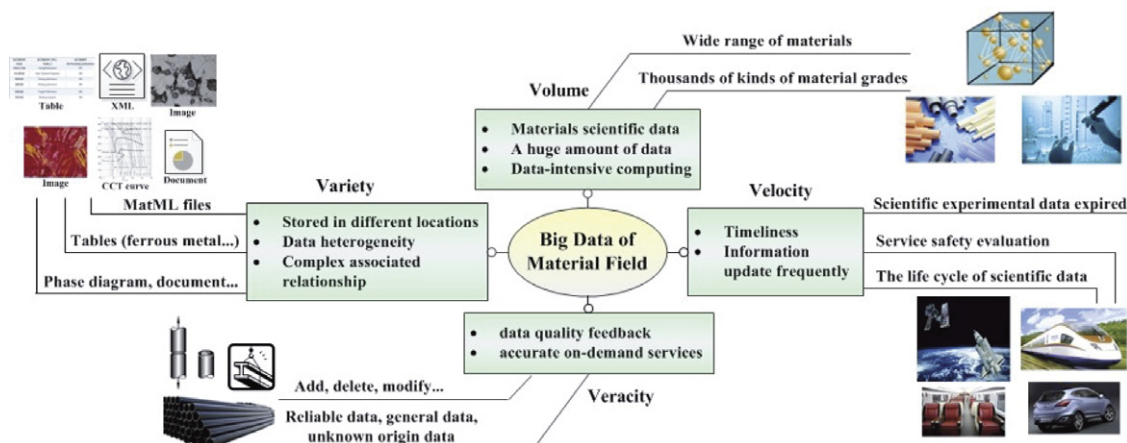 Wide range of materials
Thousands of kinds of material grades
Volume
Materials scientific data
A huge amount of data
Data-intensive computing
Table
XML
Image
Image
CCT curve
Document
Variety
MatML files
Tables (ferrous metal...)
Phase diagram, document...
Stored in different locations
Data heterogeneity
Complex associated
relationship
Big Data of
Material Field
Velocity
Timeliness
Information
update frequently
Scientific experimental data expired
Service safety evaluation
The life cycle of scientific data
data quality feedback
accurate on-demand services
Veracity
Add, delete, modify...
Reliable data, general data,
unknown origin data